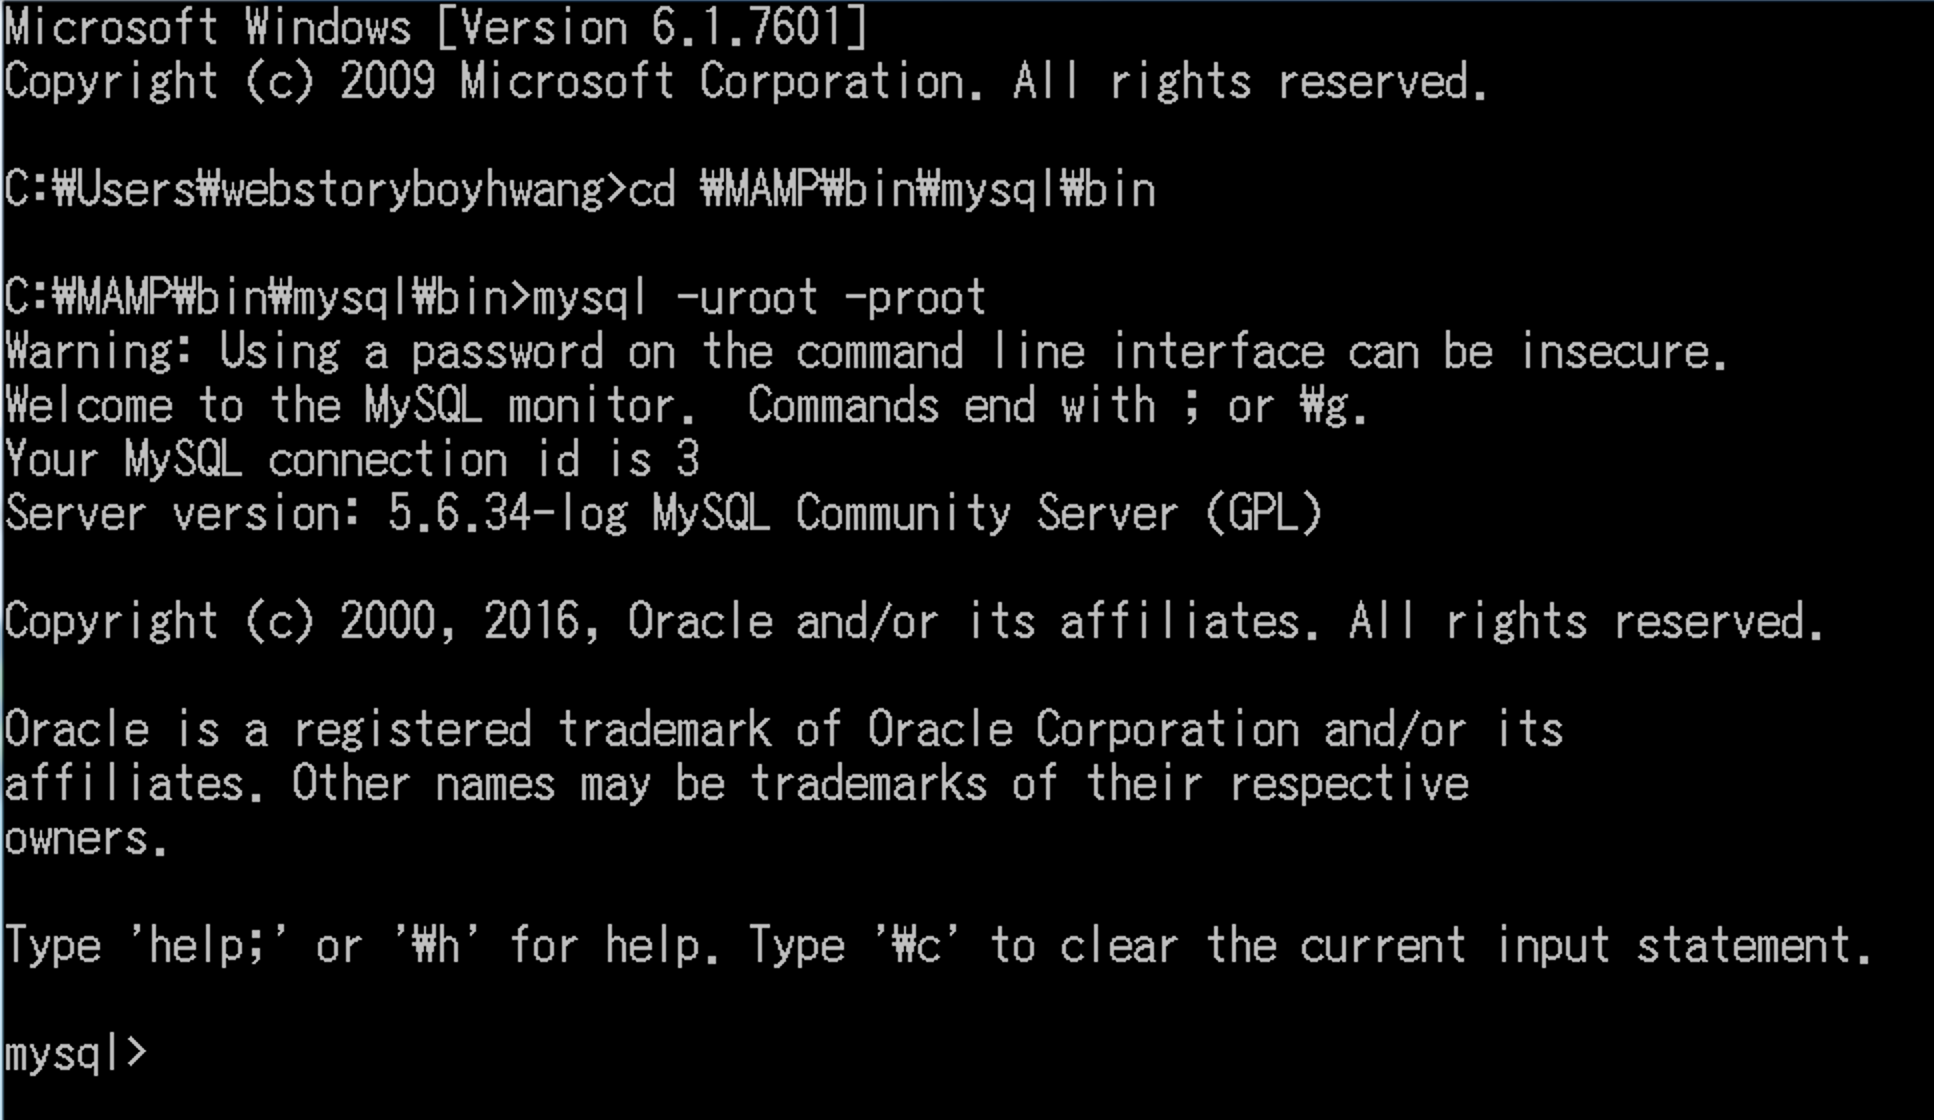 Microsoft Windows [Version 6.1.7601]
Copyright (c) 2009 Microsoft Corporation. All rights reserved.
C:₩Users₩webstoryboyhwang>cd ₩MAMP₩bin₩mysql₩bin
C:₩MAMP₩bin₩mysql₩bin>mysql -uroot -proot
Warning: Using a password on the command line interface can be insecure.
Welcome to the MySQL monitor.  Commands end with ; or ₩g.
Your MySQL connection id is 3
Server version: 5.6.34-log MySQL Community Server (GPL)
Copyright (c) 2000, 2016, Oracle and/or its affiliates. All rights reserved.
Oracle is a registered trademark of Oracle Corporation and/or its
affiliates. Other names may be trademarks of their respective
owners.
Type 'help;' or '₩h' for help. Type '₩c' to clear the current input statement.
mysql>